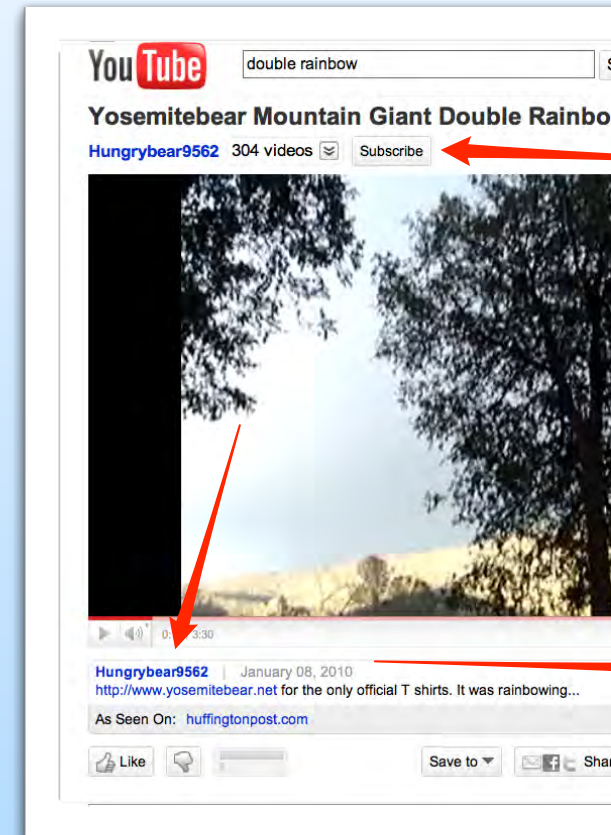 YouTube double rainbow S
Yosemitebear Mountain Giant Double Rainbo
Hungrybear9562 304 videos Subscribe
3:30
Hungrybear9562 | January 08, 2010
http://www.yosemitebear.net for the only official T shirts. It was rainbowing...
As Seen On: huffingtonpost.com
Like Save to Shar